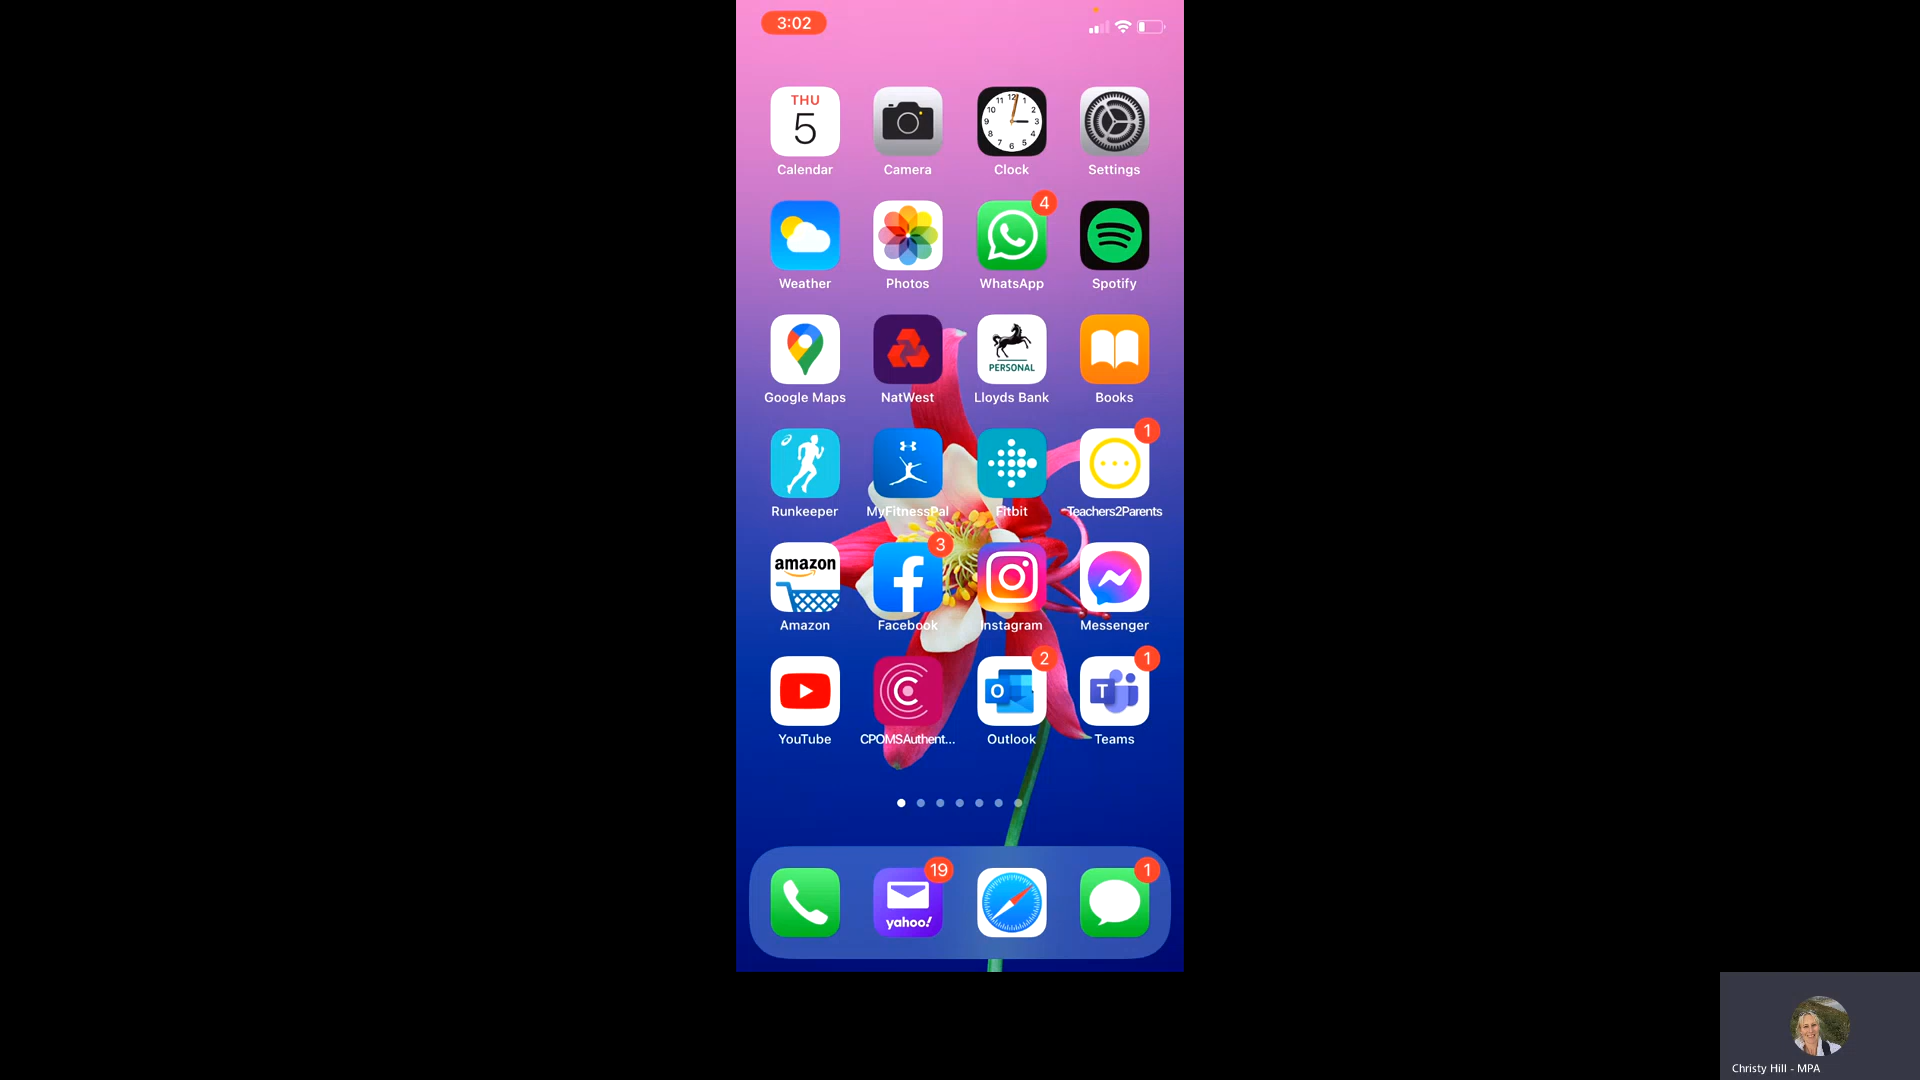 3:02
THU
5
Calendar
Camera
Clock
Settings
4
Weather
Photos
WhatsApp
Spotify
PERSONAL
Google Maps
NatWest
Lloyds Bank
Books
1
Runkeeper
MyFitnessPal
Fitbit
Teachers2Parents
amazon
3
Amazon
Facebook
Instagram
Messenger
2
1
YouTube
CPOMSAuthent...
Outlook
Teams
19
1
yahoo!
Christy Hill - MPA